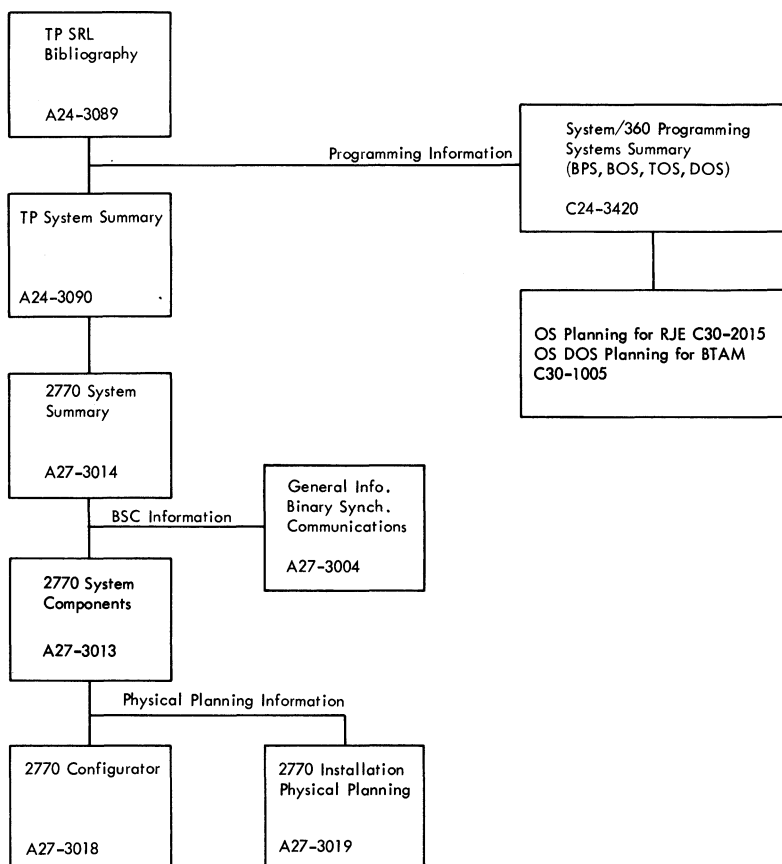 TP SRL
Bibliography
A24-3089
Programming Information
System/360 Programming
Systems Summary
(BPS, BOS, TOS, DOS)
C24-3420
TP System Summary
A24-3090
OS Planning for RJE C30-2015
OS DOS Planning for BTAM
C30-1005
2770 System
Summary
A27-3014
BSC Information
General Info.
Binary Synch.
Communications
A27-3004
2770 System
Components
A27-3013
Physical Planning Information
2770 Configurator
A27-3018
2770 Installation
Physical Planning
A27-3019